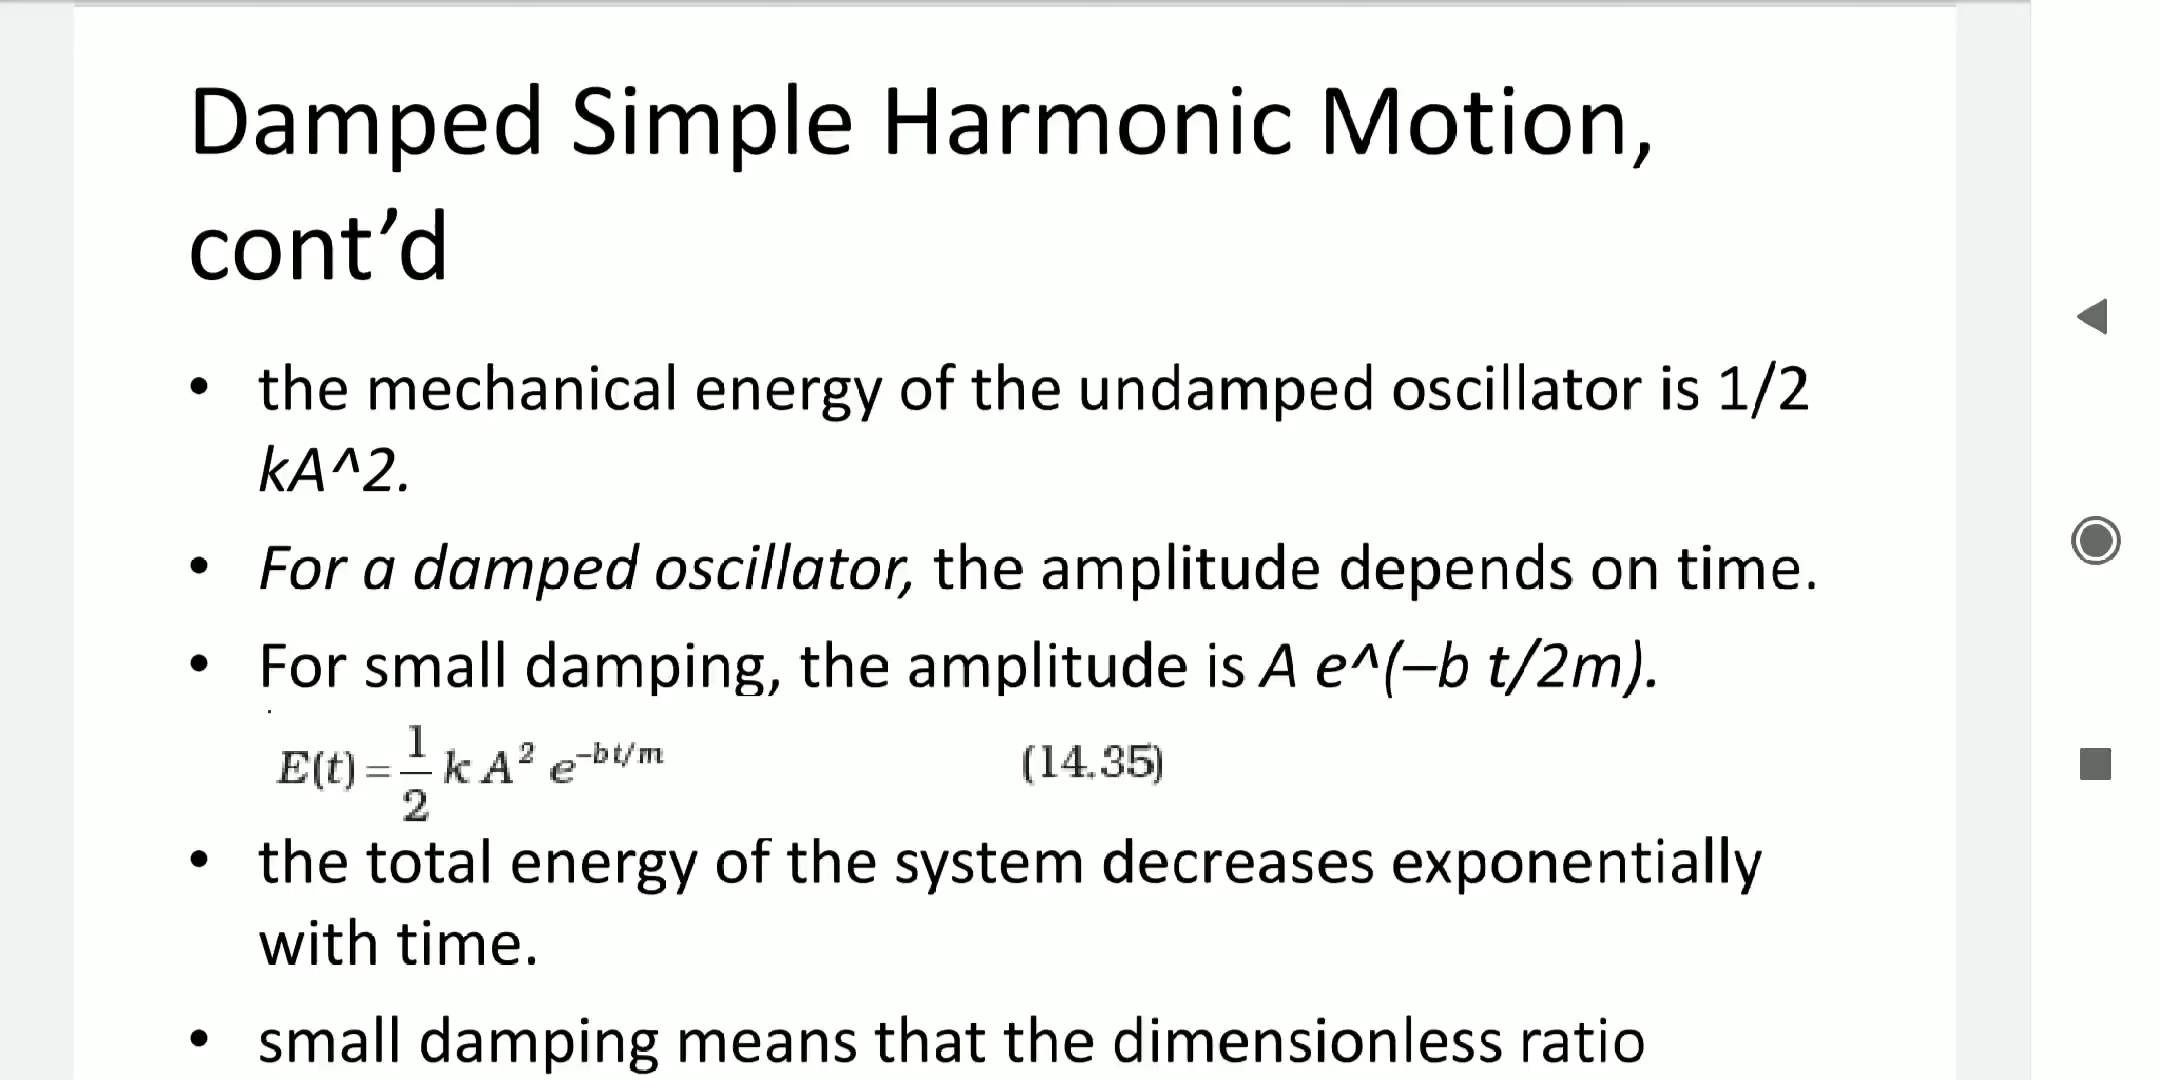 Damped Simple Harmonic Motion,
cont’d
• the mechanical energy of the undamped oscillator is 1/2
kA^2.
• For a damped oscillator, the amplitude depends on time.
• For small damping, the amplitude is A e^(–b t/2m).
E(t) = 1/2 k A² e^(-bt/m) (14.35)
• the total energy of the system decreases exponentially
with time.
• small damping means that the dimensionless ratio